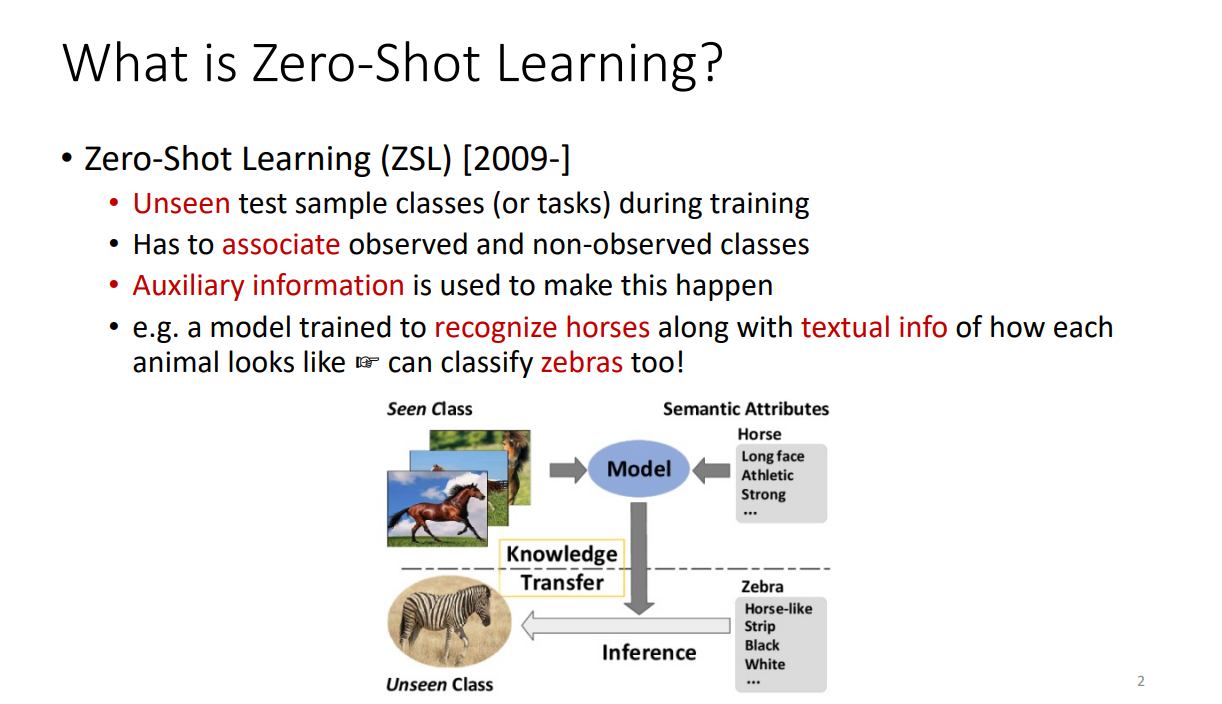 What is Zero-Shot Learning?
• Zero-Shot Learning (ZSL) [2009-]
• Unseen test sample classes (or tasks) during training
• Has to associate observed and non-observed classes
• Auxiliary information is used to make this happen
• e.g. a model trained to recognize horses along with textual info of how each
animal looks like ☞ can classify zebras too!
Seen Class
Semantic Attributes
Model
Horse
Long face
Athletic
Strong
...
Knowledge
Transfer
Zebra
Horse-like
Strip
Black
White
...
Inference
Unseen Class
2